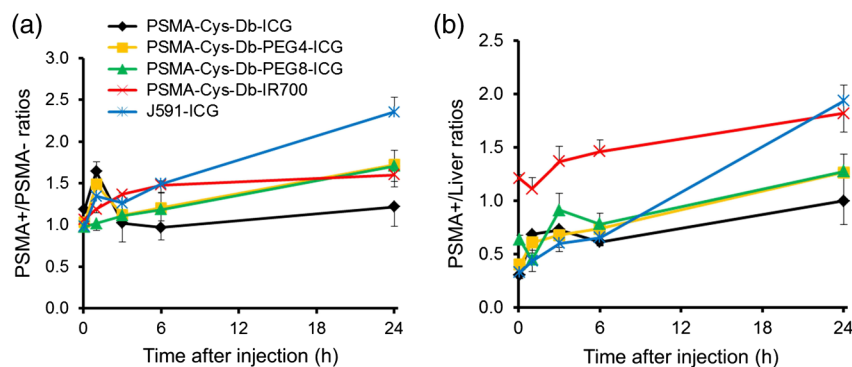 (a)
PSMA-Cys-Db-ICG
PSMA-Cys-Db-PEG4-ICG
PSMA-Cys-Db-PEG8-ICG
PSMA-Cys-Db-IR700
J591-ICG
PSMA+/PSMA- ratios
3.0
2.5
2.0
1.5
1.0
0.5
0.0
0 6 12 18 24
Time after injection (h)
(b)
PSMA+/Liver ratios
2.5
2.0
1.5
1.0
0.5
0.0
0 6 12 18 24
Time after injection (h)